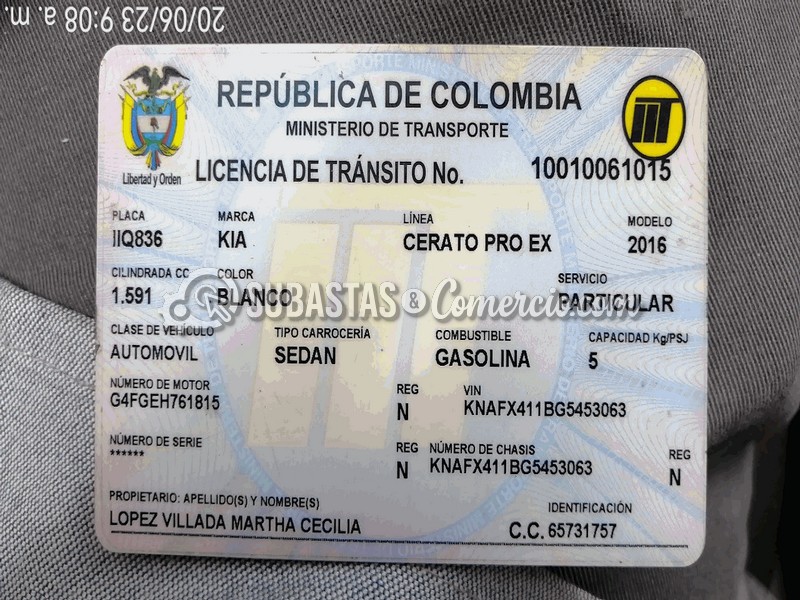 20/06/23 9:08 a. m.
REPÚBLICA DE COLOMBIA
MINISTERIO DE TRANSPORTE
Libertad y Orden
LICENCIA DE TRÁNSITO No. 10010061015
PLACA MARCA LÍNEA MODELO
IIQ836 KIA CERATO PRO EX 2016
CILINDRADA CC COLOR SERVICIO
1.591 BLANCO PARTICULAR
SUBASTAS & Comercio.com
CLASE DE VEHÍCULO TIPO CARROCERÍA COMBUSTIBLE CAPACIDAD Kg/PSJ
AUTOMOVIL SEDAN GASOLINA 5
NÚMERO DE MOTOR REG VIN
G4FGEH761815 N KNAFX411BG5453063
NÚMERO DE SERIE REG NÚMERO DE CHASIS REG
****** N KNAFX411BG5453063 N
PROPIETARIO: APELLIDO(S) Y NOMBRE(S) IDENTIFICACIÓN
LOPEZ VILLADA MARTHA CECILIA C.C. 65731757